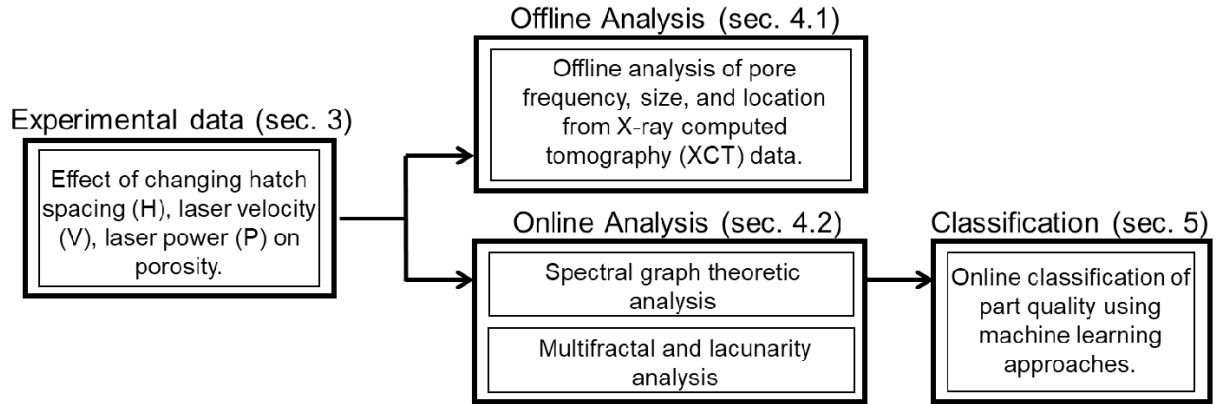 Experimental data (sec. 3)
Effect of changing hatch
spacing (H), laser velocity
(V), laser power (P) on
porosity.
Offline Analysis (sec. 4.1)
Offline analysis of pore
frequency, size, and location
from X-ray computed
tomography (XCT) data.
Online Analysis (sec. 4.2)
Spectral graph theoretic
analysis
Multifractal and lacunarity
analysis
Classification (sec. 5)
Online classification of
part quality using
machine learning
approaches.